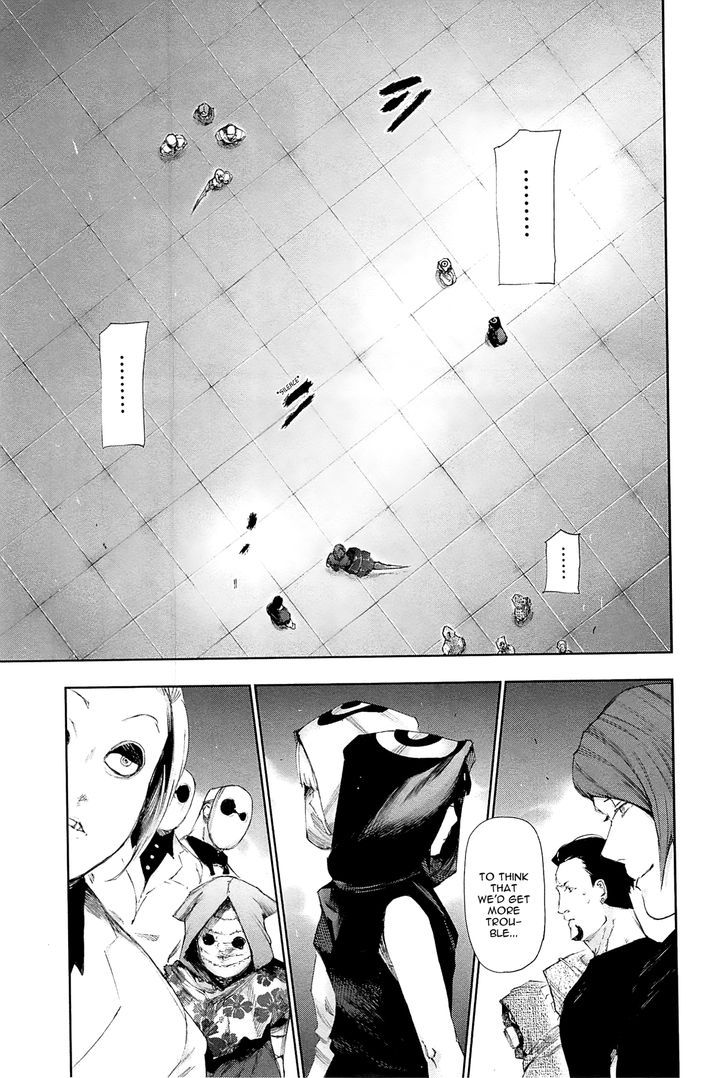 .........
*SILENCE*
.........
......
TO THINK
THAT
WE'D GET
MORE
TROU-
BLE...